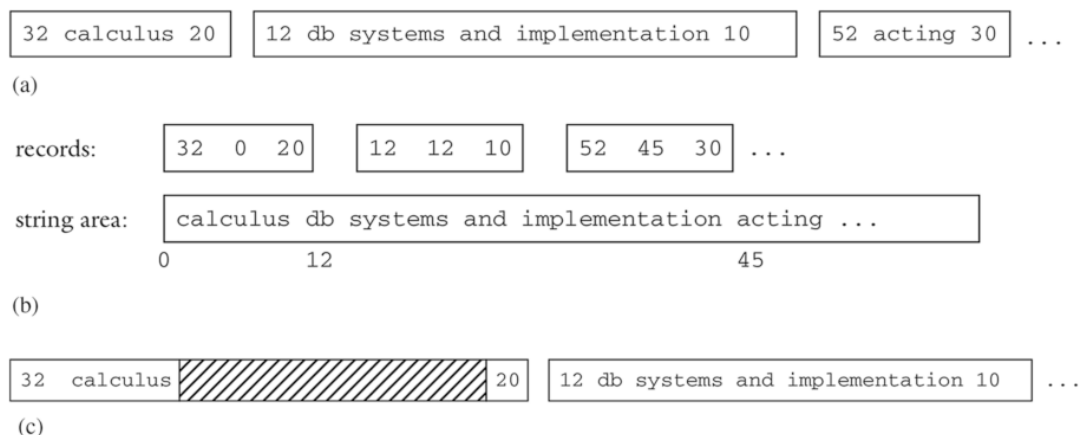 32 calculus 20 12 db systems and implementation 10 52 acting 30 ...
(a)
records: 32 0 20 12 12 10 52 45 30 ...
string area: calculus db systems and implementation acting ...
0 12 45
(b)
32 calculus 20 12 db systems and implementation 10 ...
(c)